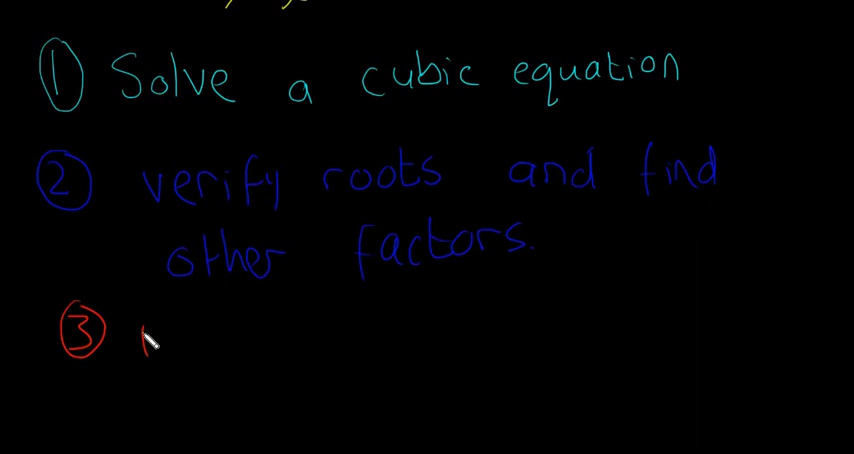 ① Solve a cubic equation
② verify roots and find
other factors.
③